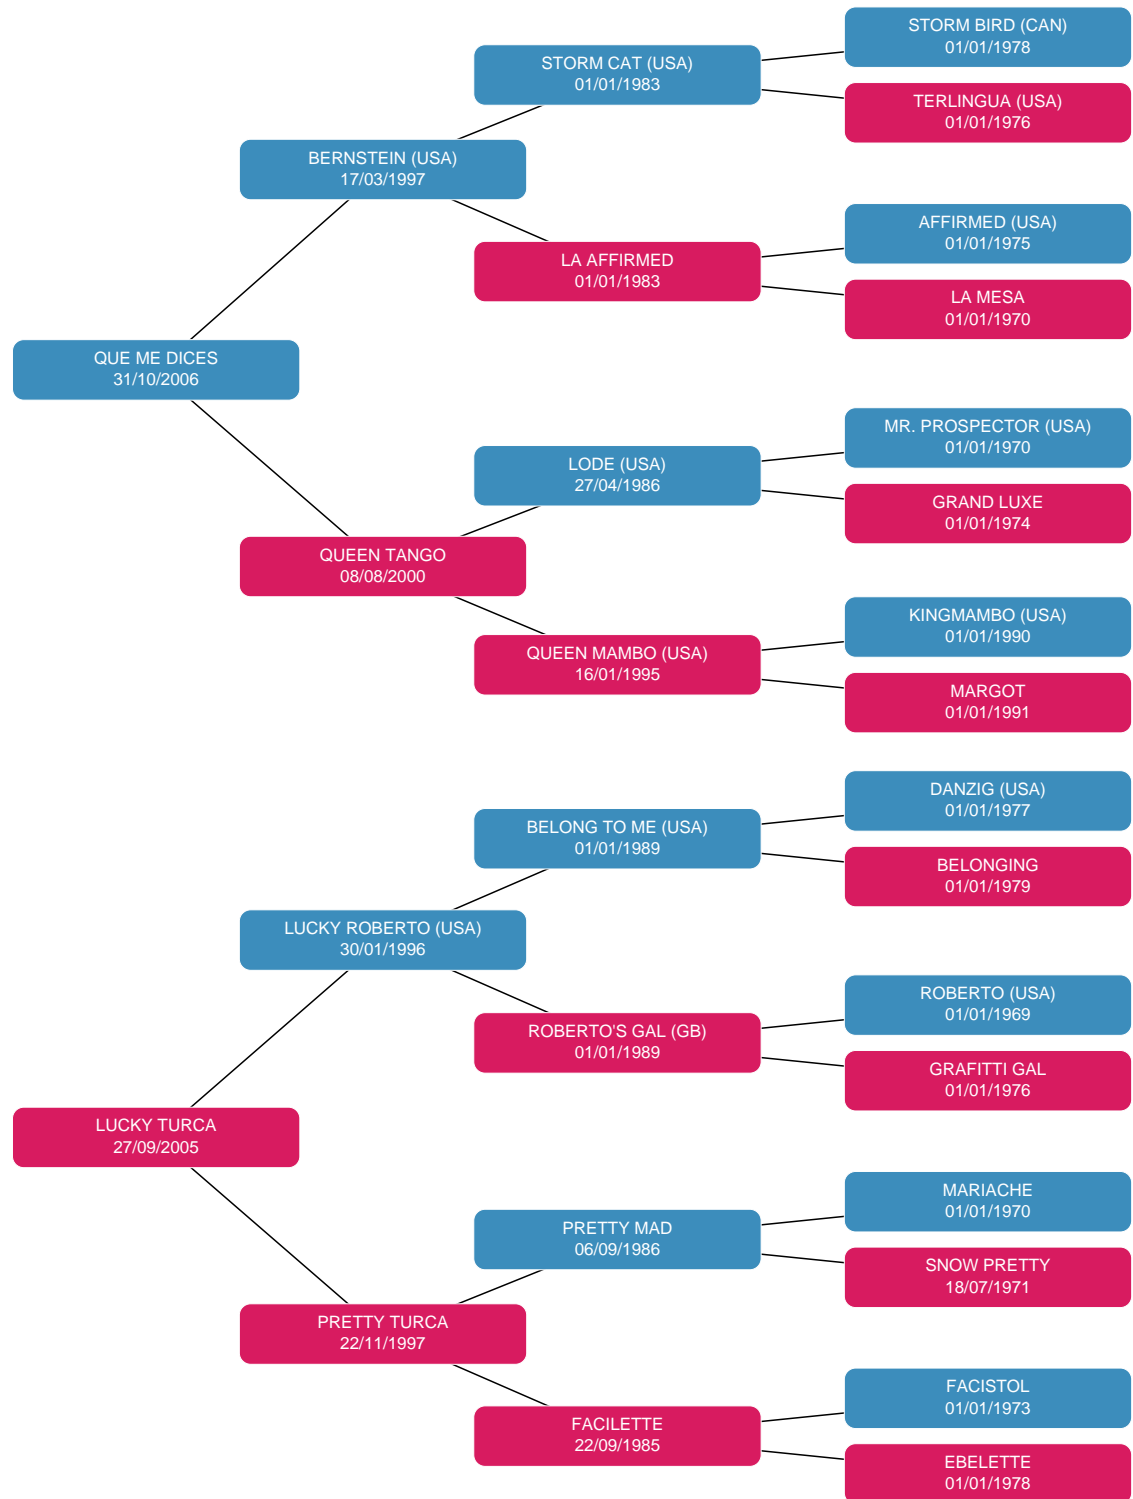 STORM BIRD (CAN)
01/01/1978
STORM CAT (USA)
01/01/1983
TERLINGUA (USA)
01/01/1976
BERNSTEIN (USA)
17/03/1997
AFFIRMED (USA)
01/01/1975
LA AFFIRMED
01/01/1983
LA MESA
01/01/1970
QUE ME DICES
31/10/2006
MR. PROSPECTOR (USA)
01/01/1970
LODE (USA)
27/04/1986
GRAND LUXE
01/01/1974
QUEEN TANGO
08/08/2000
KINGMAMBO (USA)
01/01/1990
QUEEN MAMBO (USA)
16/01/1995
MARGOT
01/01/1991
DANZIG (USA)
01/01/1977
BELONG TO ME (USA)
01/01/1989
BELONGING
01/01/1979
LUCKY ROBERTO (USA)
30/01/1996
ROBERTO (USA)
01/01/1969
ROBERTO'S GAL (GB)
01/01/1989
GRAFITTI GAL
01/01/1976
LUCKY TURCA
27/09/2005
MARIACHE
01/01/1970
PRETTY MAD
06/09/1986
SNOW PRETTY
18/07/1971
PRETTY TURCA
22/11/1997
FACISTOL
01/01/1973
FACILETTE
22/09/1985
EBELETTE
01/01/1978